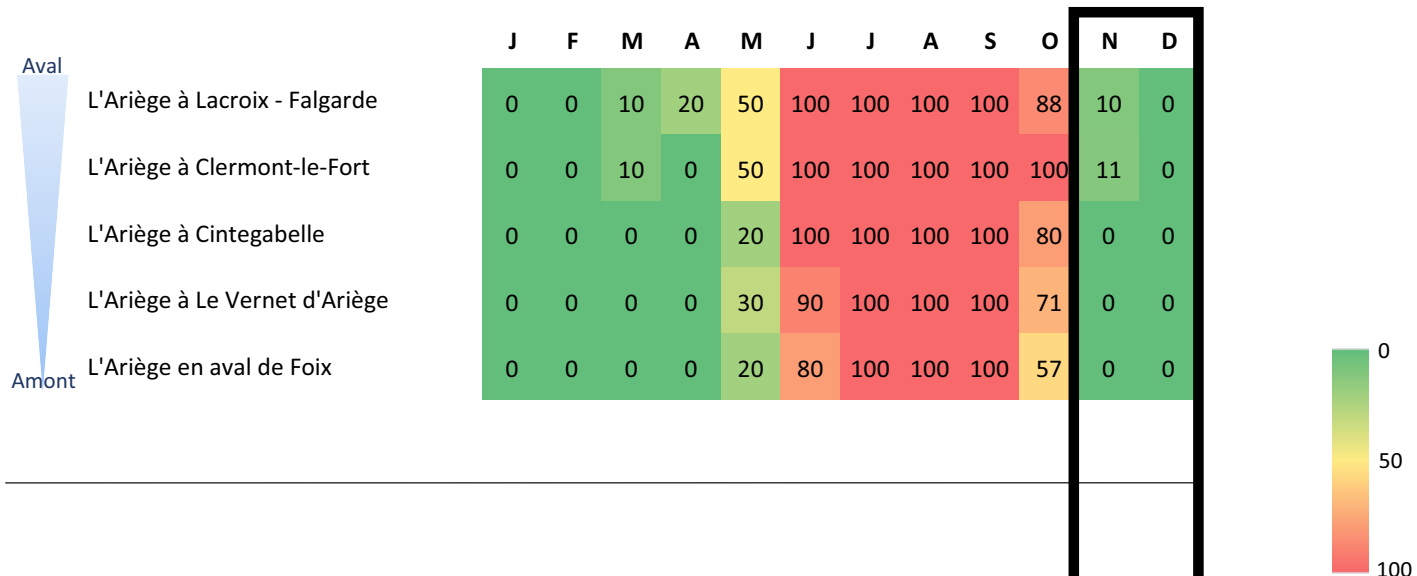 J F M A M J J A S O N D
Aval
L'Ariège à Lacroix - Falgarde 0 0 10 20 50 100 100 100 100 88 10 0
L'Ariège à Clermont-le-Fort 0 0 10 0 50 100 100 100 100 100 11 0
L'Ariège à Cintegabelle 0 0 0 0 20 100 100 100 100 80 0 0
L'Ariège à Le Vernet d'Ariège 0 0 0 0 30 90 100 100 100 71 0 0
L'Ariège en aval de Foix 0 0 0 0 20 80 100 100 100 57 0 0
Amont
0
50
100